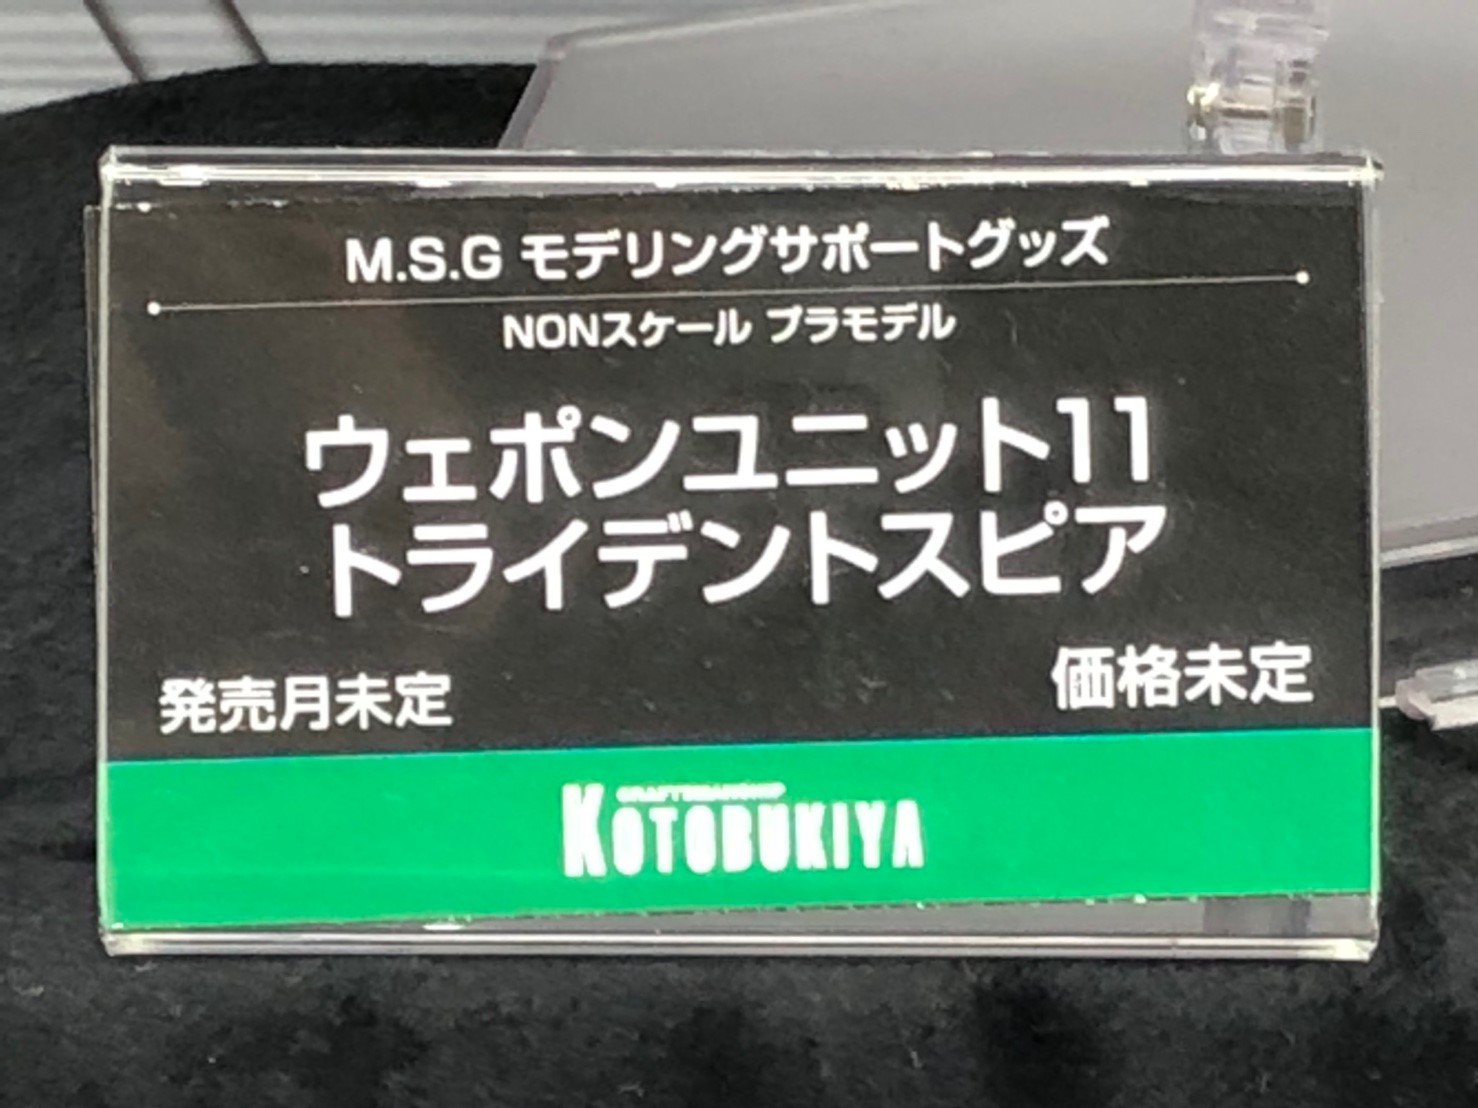 M.S.G モデリングサポートグッズ
NONスケール プラモデル
ウェポンユニット11
トライデントスピア
発売月未定
価格未定
KOTOBUKIYA